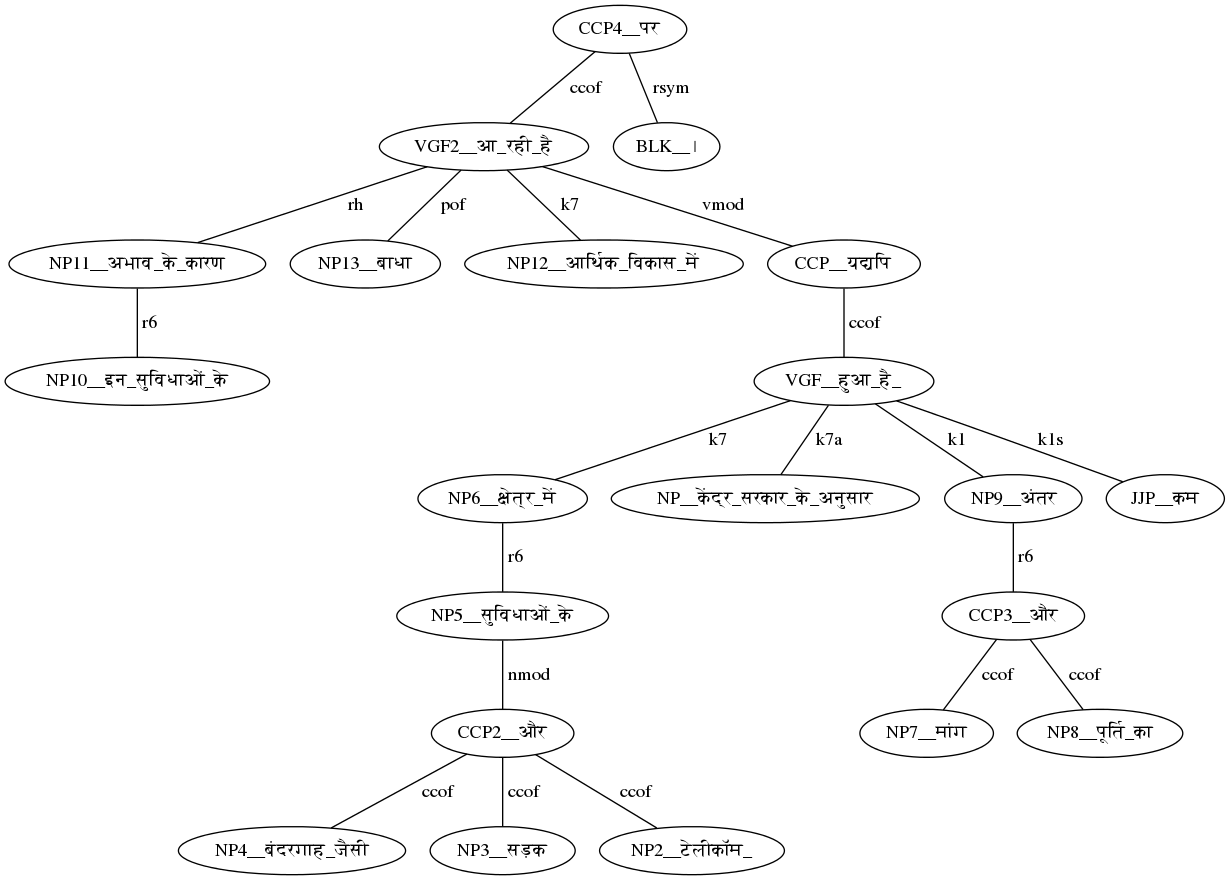 CCP4__पर
ccof rsym
VGF2__आ_रही_है BLK__।
rh pof k7 vmod
NP11__अभाव_के_कारण NP13__बाधा NP12__आर्थिक_विकास_में CCP__यद्यपि
r6 ccof
NP10__इन_सुविधाओं_के VGF__हुआ_है_
k7 k7a k1 k1s
NP6__क्षेत्र_में NP__केंद्र_सरकार_के_अनुसार NP9__अंतर JJP__कम
r6 r6
NP5__सुविधाओं_के CCP3__और
nmod ccof ccof
CCP2__और NP7__मांग NP8__पूर्ति_का
ccof ccof ccof
NP4__बंदरगाह_जैसी NP3__सड़क NP2__टेलीकॉम_